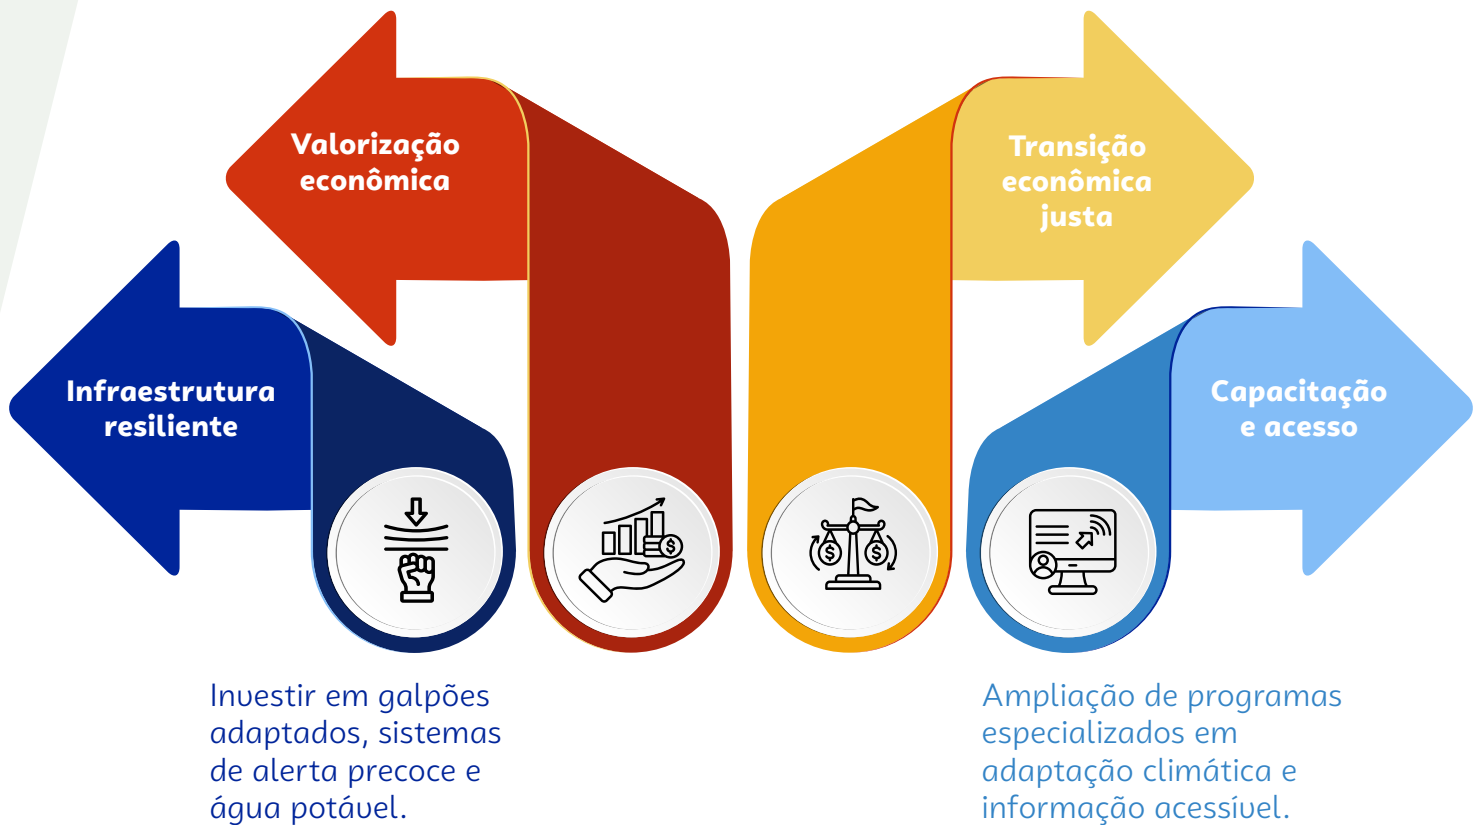 Valorização
econômica
Transição
econômica
justa
Infraestrutura
resiliente
Capacitação
e acesso
$
$
$
Investir em galpões
adaptados, sistemas
de alerta precoce e
água potável.
Ampliação de programas
especializados em
adaptação climática e
informação acessível.